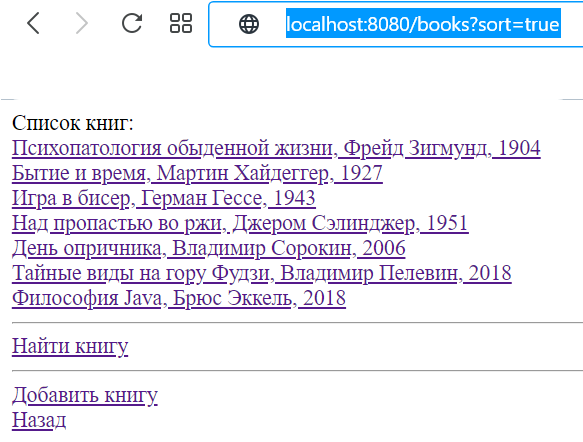 localhost:8080/books?sort=true
Список книг:
Психопатология обыденной жизни, Фрейд Зигмунд, 1904
Бытие и время, Мартин Хайдеггер, 1927
Игра в бисер, Герман Гессе, 1943
Над пропастью во ржи, Джером Сэлинджер, 1951
День опричника, Владимир Сорокин, 2006
Тайные виды на гору Фудзи, Владимир Пелевин, 2018
Философия Java, Брюс Эккель, 2018
Найти книгу
Добавить книгу
Назад